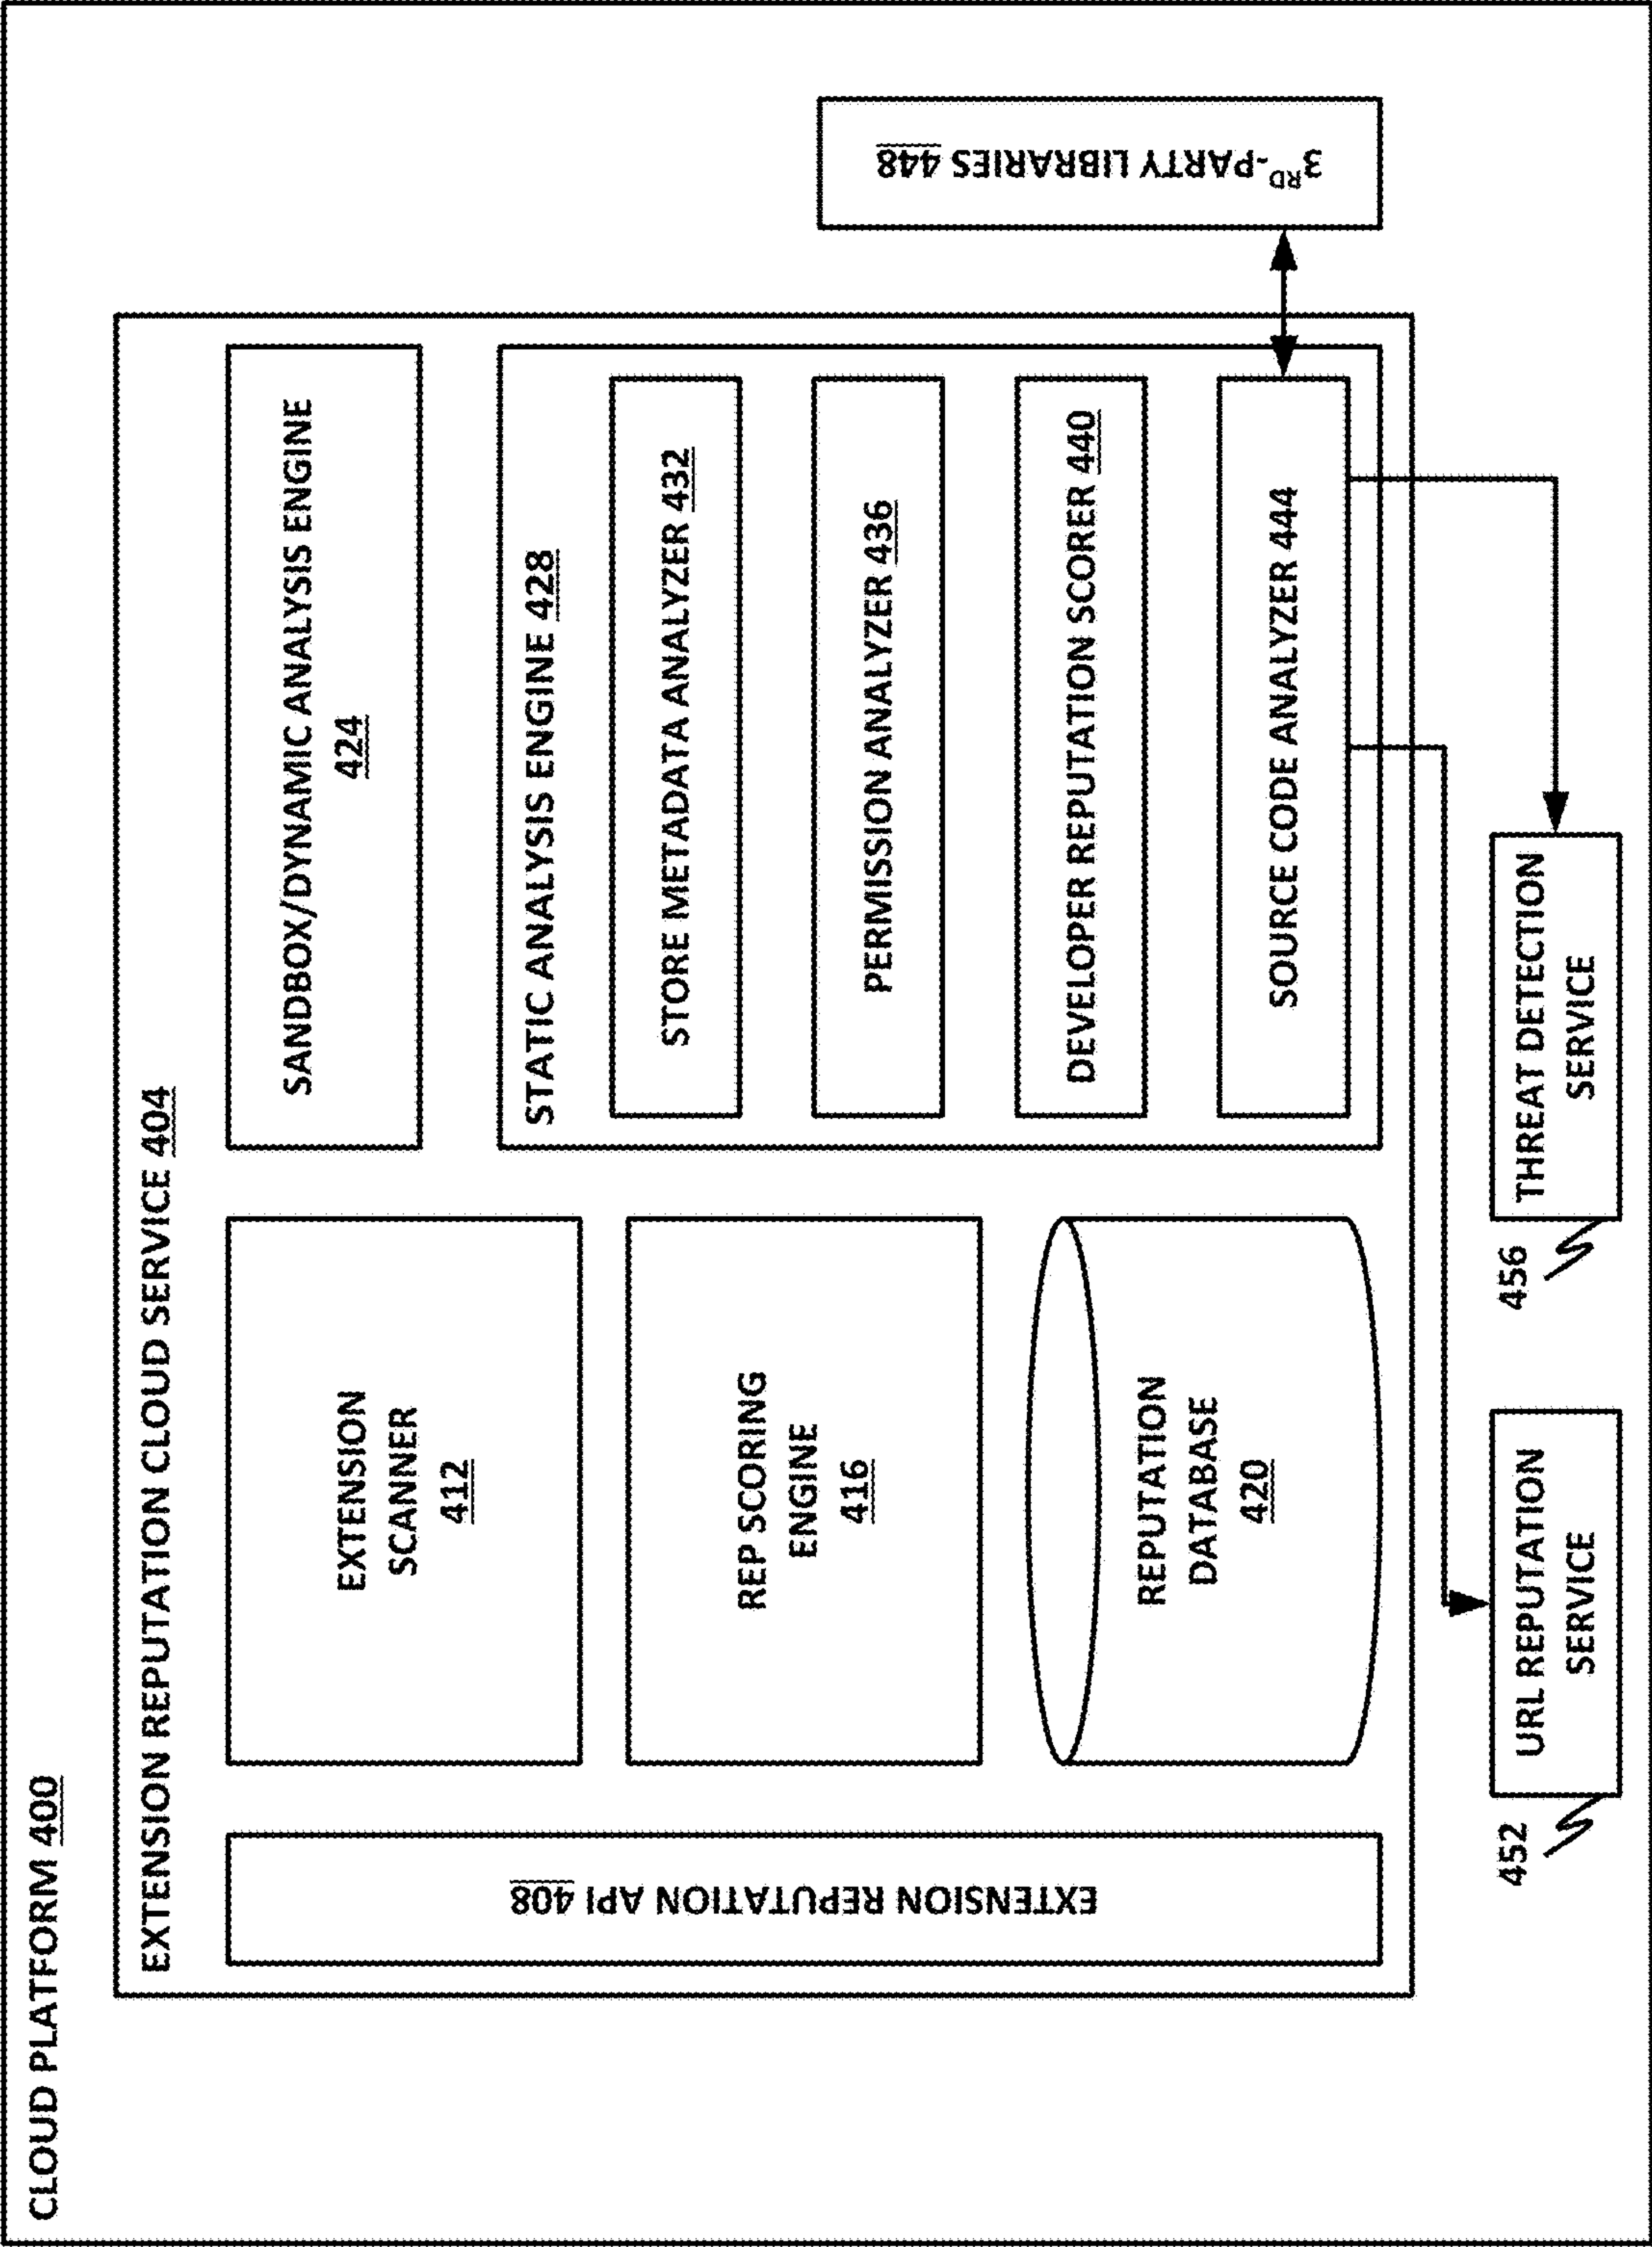 CLOUD PLATFORM 400
EXTENSION REPUTATION CLOUD SERVICE 404
EXTENSION REPUTATION API 408
EXTENSION
SCANNER
412
REP SCORING
ENGINE
416
REPUTATION
DATABASE
420
SANDBOX/DYNAMIC ANALYSIS ENGINE
424
STATIC ANALYSIS ENGINE 428
STORE METADATA ANALYZER 432
PERMISSION ANALYZER 436
DEVELOPER REPUTATION SCORER 440
SOURCE CODE ANALYZER 444
3RD-PARTY LIBRARIES 448
452
URL REPUTATION
SERVICE
456
THREAT DETECTION
SERVICE